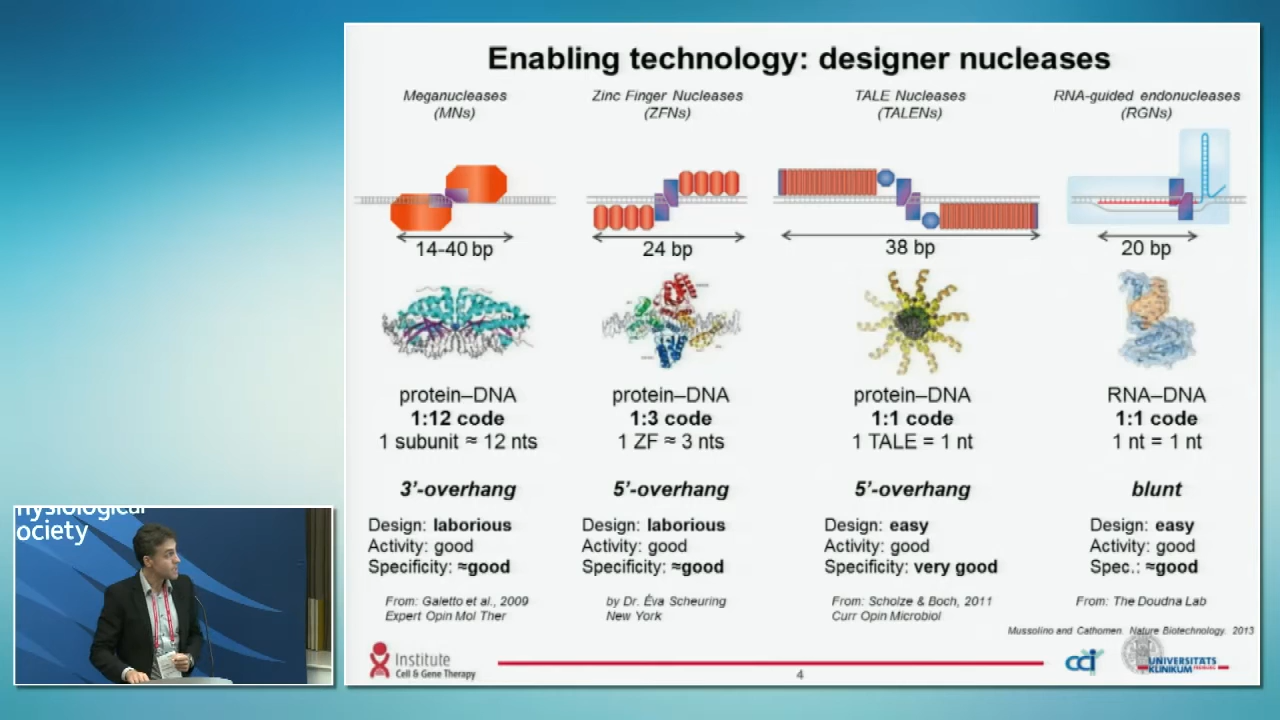 Enabling technology: designer nucleases
Meganucleases
(MNs)
14-40 bp
protein–DNA
1:12 code
1 subunit ≈ 12 nts
3'-overhang
Design: laborious
Activity: good
Specificity: ≈good
From: Galetto et al., 2009
Expert Opin Mol Ther
Zinc Finger Nucleases
(ZFNs)
24 bp
protein–DNA
1:3 code
1 ZF ≈ 3 nts
5'-overhang
Design: laborious
Activity: good
Specificity: ≈good
by Dr. Éva Scheuring
New York
TALE Nucleases
(TALENs)
38 bp
protein–DNA
1:1 code
1 TALE = 1 nt
5'-overhang
Design: easy
Activity: good
Specificity: very good
From: Scholze & Boch, 2011
Curr Opin Microbiol
RNA-guided endonucleases
(RGNs)
20 bp
RNA–DNA
1:1 code
1 nt = 1 nt
blunt
Design: easy
Activity: good
Spec.: ≈good
From: The Doudna Lab
Mussolino and Cathomen. Nature Biotechnology. 2013
Institute
Cell & Gene Therapy
4
cci
UNIVERSITÄTS
KLINIKUM FREIBURG
hysiological
ociety